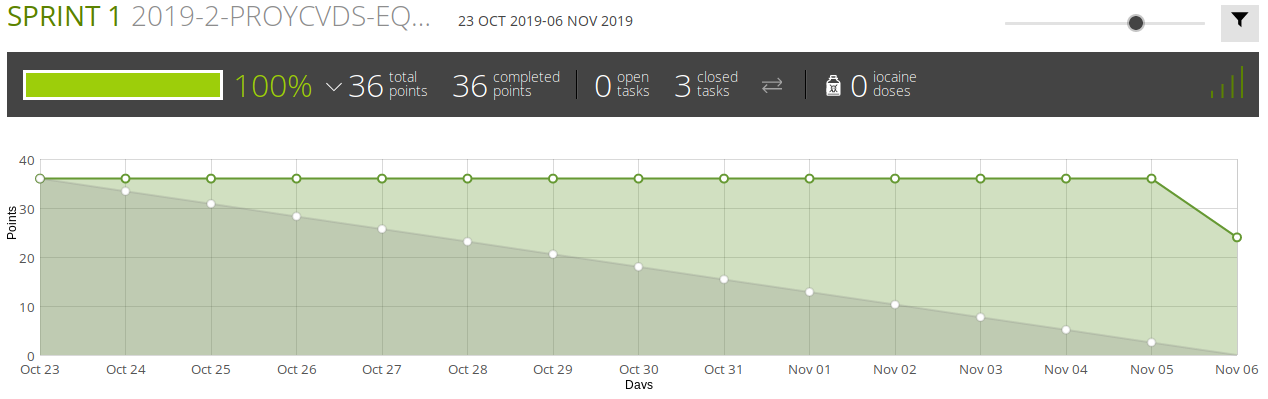 SPRINT 1 2019-2-PROYCVDS-EQ... 23 OCT 2019-06 NOV 2019
100% 36 total points 36 completed points 0 open tasks 3 closed tasks 0 iocaine doses
40
30
20
10
0
Points
Oct 23 Oct 24 Oct 25 Oct 26 Oct 27 Oct 28 Oct 29 Oct 30 Oct 31 Nov 01 Nov 02 Nov 03 Nov 04 Nov 05 Nov 06
Days